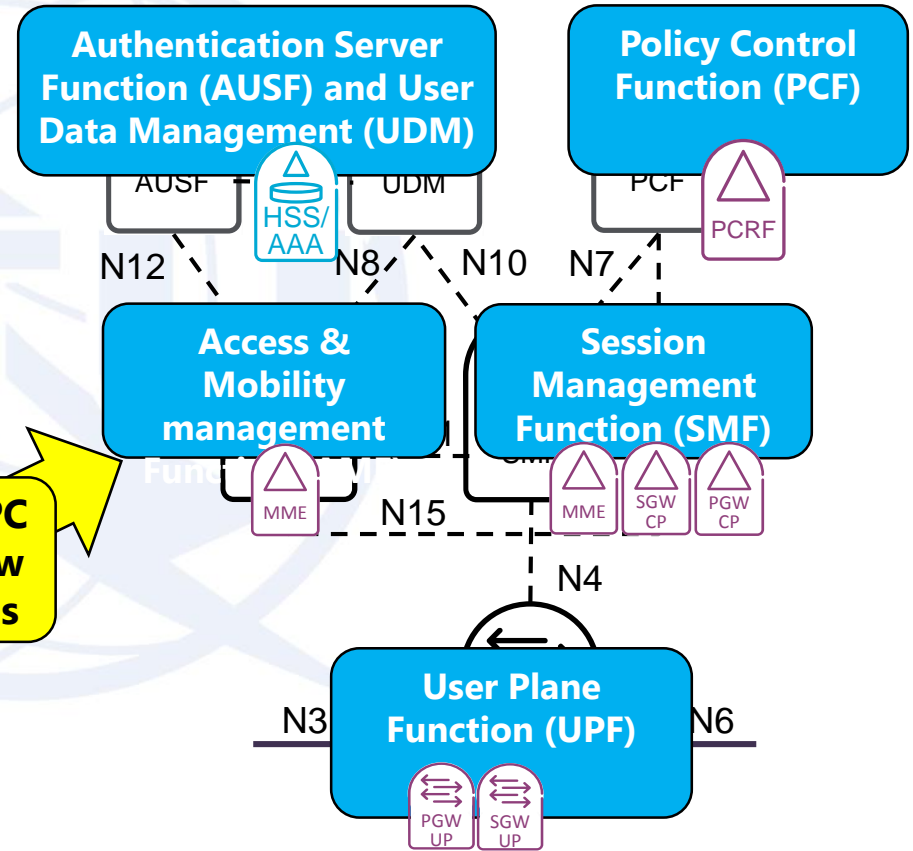 Authentication Server
Function (AUSF) and User
Data Management (UDM)
Policy Control
Function (PCF)
AUSF
HSS/
AAA
UDM
PCF
PCRF
N12
N8
N10
N7
Access &
Mobility
management
MME
Session
Management
Function (SMF)
MME
SGW
CP
PGW
CP
N15
N4
N3
User Plane
Function (UPF)
N6
PGW
UP
SGW
UP